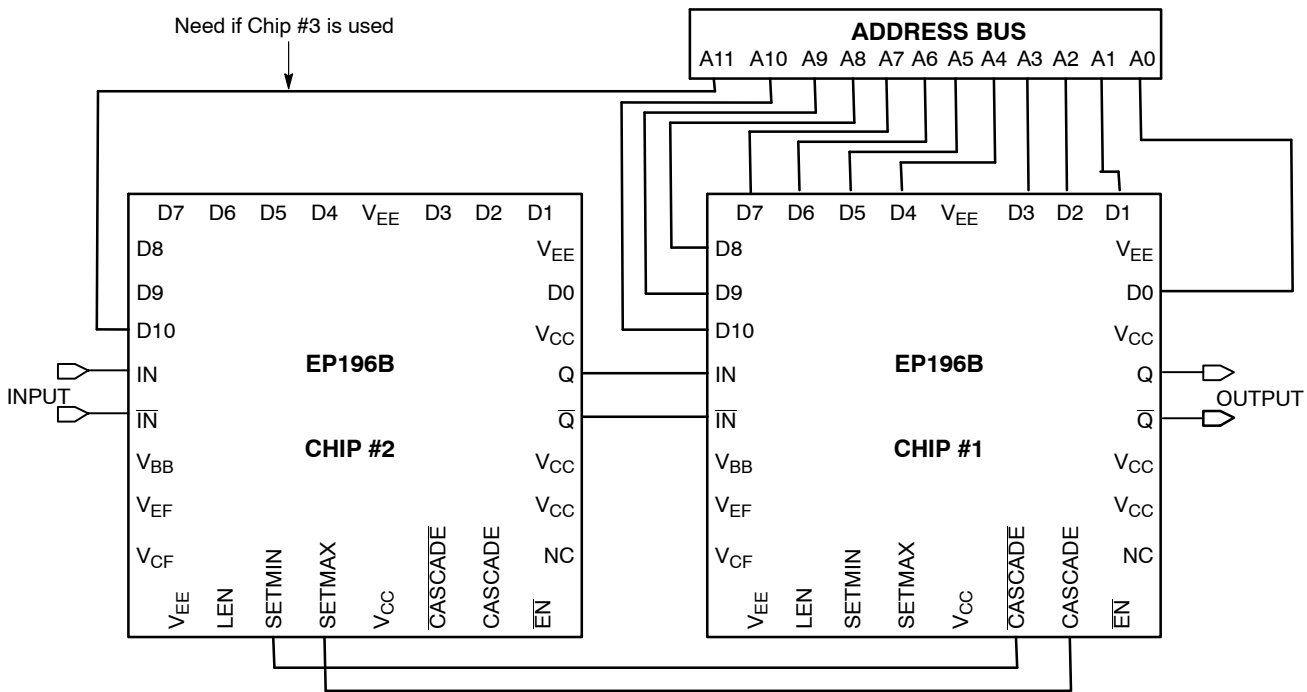 Need if Chip #3 is used
ADDRESS BUS
A11 A10 A9 A8 A7 A6 A5 A4 A3 A2 A1 A0
D7 D6 D5 D4 VEE D3 D2 D1
D8
VEE
D9
D0
D10
VCC
EP196B
IN
Q
INPUT
IN
Q
CHIP #2
VBB
VCC
VEF
VCC
VCF
NC
VEE LEN SETMIN SETMAX VCC CASCADE CASCADE EN
D7 D6 D5 D4 VEE D3 D2 D1
D8
VEE
D9
D0
D10
VCC
EP196B
IN
Q
IN
Q
OUTPUT
CHIP #1
VBB
VCC
VEF
VCC
VCF
NC
VEE LEN SETMIN SETMAX VCC CASCADE CASCADE EN